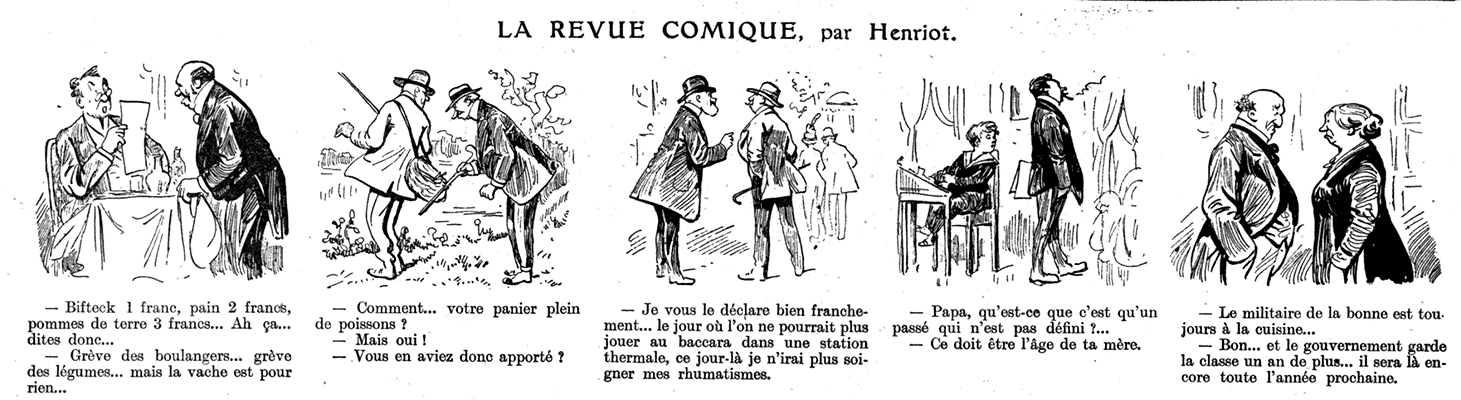 LA REVUE COMIQUE, par Henriot.
— Bifteck 1 franc, pain 2 francs,
pommes de terre 3 francs... Ah ça...
dites donc...
— Grève des boulangers... grève
des légumes... mais la vache est pour
rien...
— Comment... votre panier plein
de poissons ?
— Mais oui !
— Vous en aviez donc apporté ?
— Je vous le déclare bien franche-
ment... le jour où l'on ne pourrait plus
jouer au baccara dans une station
thermale, ce jour-là je n'irai plus soi-
gner mes rhumatismes.
— Papa, qu'est-ce que c'est qu'un
passé qui n'est pas défini ?...
— Ce doit être l'âge de ta mère.
— Le militaire de la bonne est tou-
jours à la cuisine...
— Bon... et le gouvernement garde
la classe un an de plus... il sera là en-
core toute l'année prochaine.